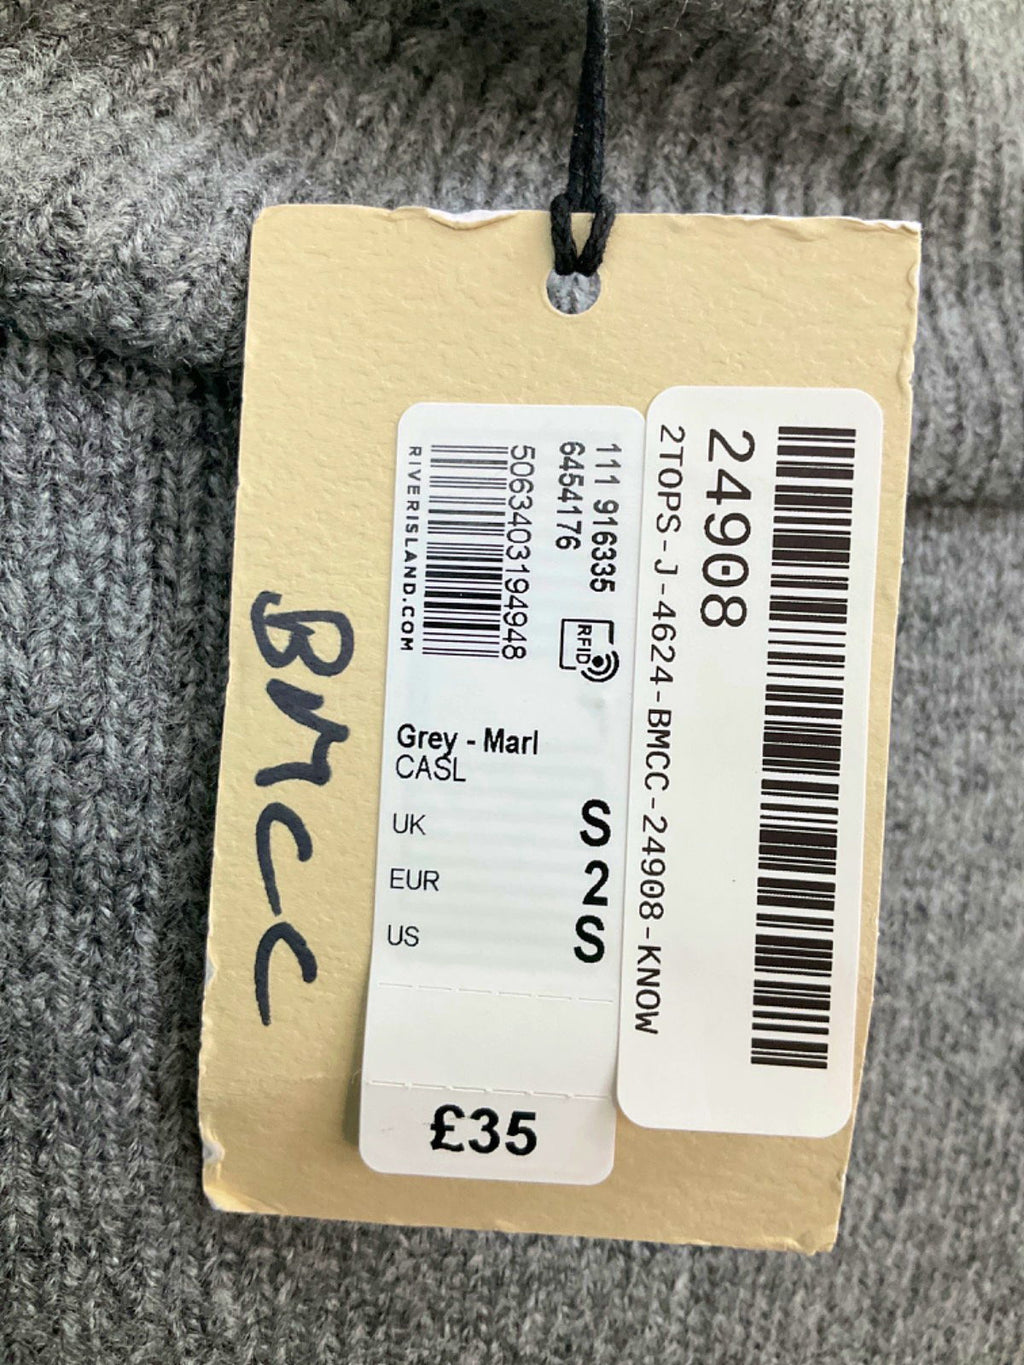 BMCC
111 916335
6454176
RFID
5063403194948
RIVERISLAND.COM
Grey - Marl
CASL
UK S
EUR 2
US S
£35
24908
2TOPS-J-4624-BMCC-24908-KNOW